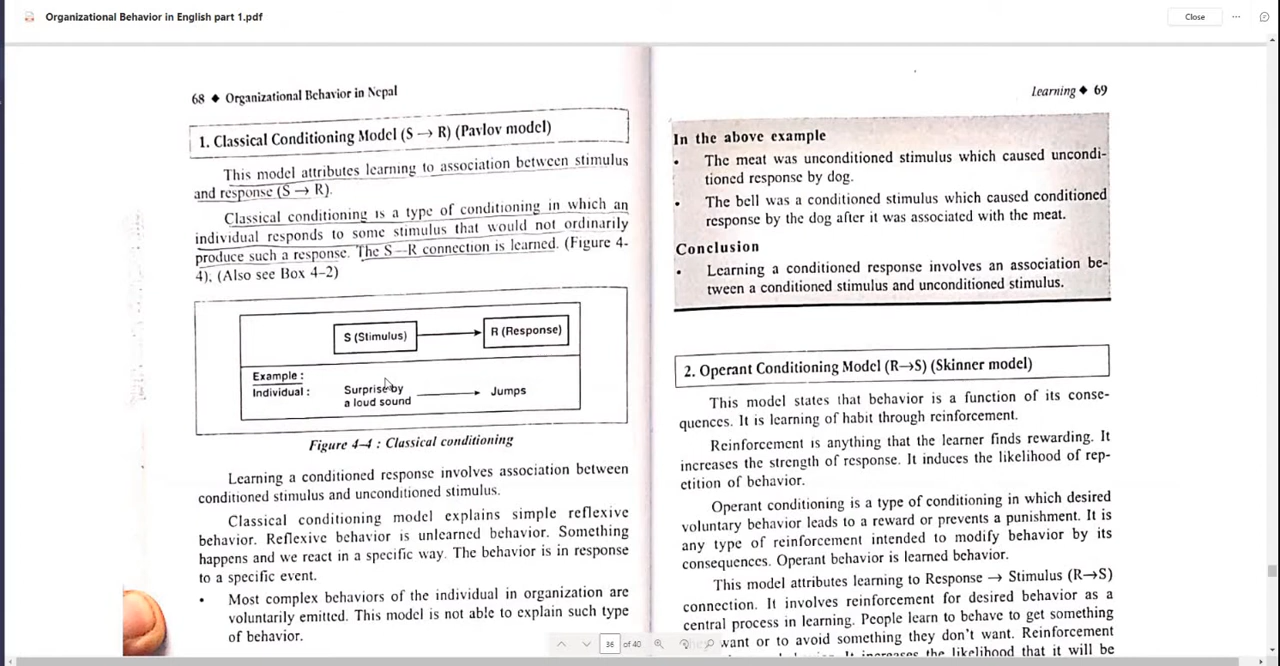 Organizational Behavior in English part 1.pdf
Close
68 ◆ Organizational Behavior in Nepal
1. Classical Conditioning Model (S → R) (Pavlov model)
This model attributes learning to association between stimulus
and response (S → R).
Classical conditioning is a type of conditioning in which an
individual responds to some stimulus that would not ordinarily
produce such a response. The S—R connection is learned. (Figure 4-
4). (Also see Box 4–2)
S (Stimulus)
R (Response)
Example :
Individual :
Surprise by
a loud sound
Jumps
Figure 4–4 : Classical conditioning
Learning a conditioned response involves association between
conditioned stimulus and unconditioned stimulus.
Classical conditioning model explains simple reflexive
behavior. Reflexive behavior is unlearned behavior. Something
happens and we react in a specific way. The behavior is in response
to a specific event.
• Most complex behaviors of the individual in organization are
voluntarily emitted. This model is not able to explain such type
of behavior.
Learning ◆ 69
In the above example
• The meat was unconditioned stimulus which caused uncondi-
tioned response by dog.
• The bell was a conditioned stimulus which caused conditioned
response by the dog after it was associated with the meat.
Conclusion
• Learning a conditioned response involves an association be-
tween a conditioned stimulus and unconditioned stimulus.
2. Operant Conditioning Model (R→S) (Skinner model)
This model states that behavior is a function of its conse-
quences. It is learning of habit through reinforcement.
Reinforcement is anything that the learner finds rewarding. It
increases the strength of response. It induces the likelihood of rep-
etition of behavior.
Operant conditioning is a type of conditioning in which desired
voluntary behavior leads to a reward or prevents a punishment. It is
any type of reinforcement intended to modify behavior by its
consequences. Operant behavior is learned behavior.
This model attributes learning to Response → Stimulus (R→S)
connection. It involves reinforcement for desired behavior as a
central process in learning. People learn to behave to get something
want or to avoid something they don't want. Reinforcement
It increases the likelihood that it will be
36 of 40